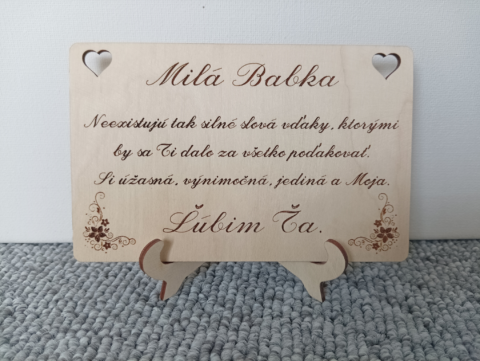 Milá Babka
Neexistujú tak silné slová vďaky, ktorými
by sa Ti dalo za všetko poďakovať.
Si úžasná, výnimočná, jediná a Moja.
Ľúbim Ťa.